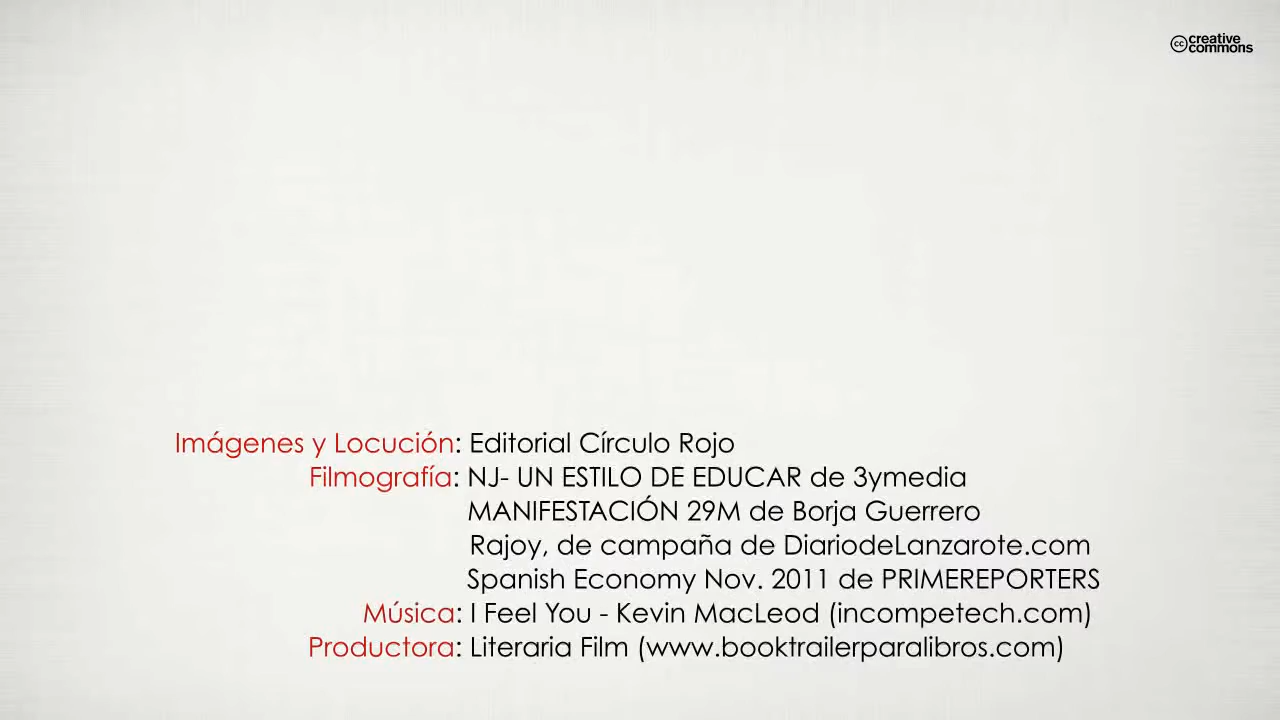 cc creative
commons
Imágenes y Locución: Editorial Círculo Rojo
Filmografía: NJ- UN ESTILO DE EDUCAR de 3ymedia
MANIFESTACIÓN 29M de Borja Guerrero
Rajoy, de campaña de DiariodeLanzarote.com
Spanish Economy Nov. 2011 de PRIMEREPORTERS
Música: I Feel You - Kevin MacLeod (incompetech.com)
Productora: Literaria Film (www.booktrailerparalibros.com)